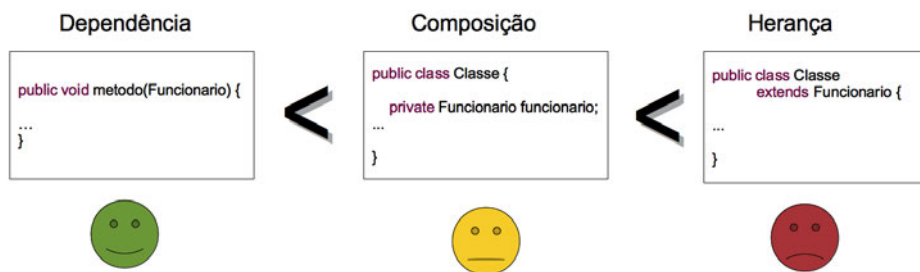 Dependência
public void metodo(Funcionario) {
...
}
<
Composição
public class Classe {
private Funcionario funcionario;
...
}
<
Herança
public class Classe
extends Funcionario {
...
}